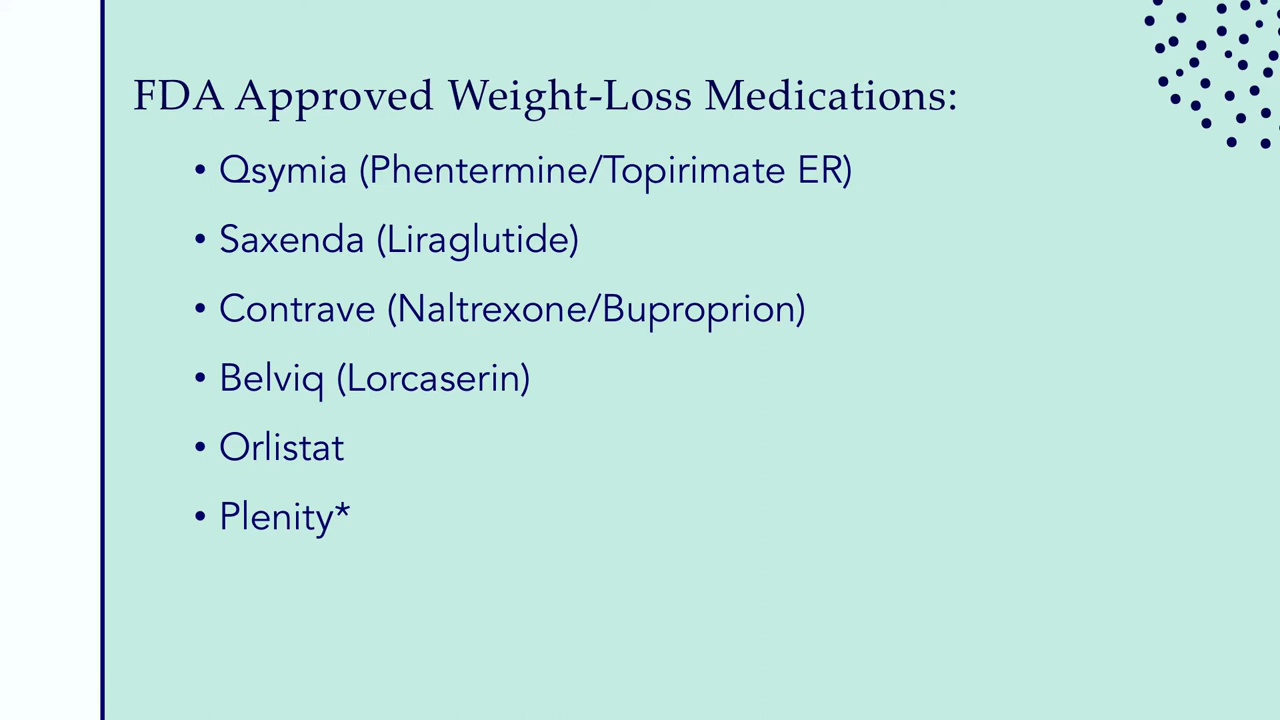 FDA Approved Weight-Loss Medications:
• Qsymia (Phentermine/Topirimate ER)
• Saxenda (Liraglutide)
• Contrave (Naltrexone/Buproprion)
• Belviq (Lorcaserin)
• Orlistat
• Plenity*